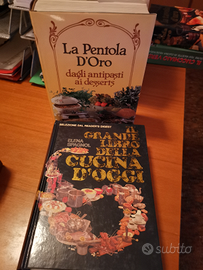 La Pentola
D'Oro
dagli antipasti
ai desserts
SELEZIONE DAL READER'S DIGEST
ELENA
SPAGNOL
IL
GRANDE
LIBRO
DELLA
CUCINA
D'OGGI
subito